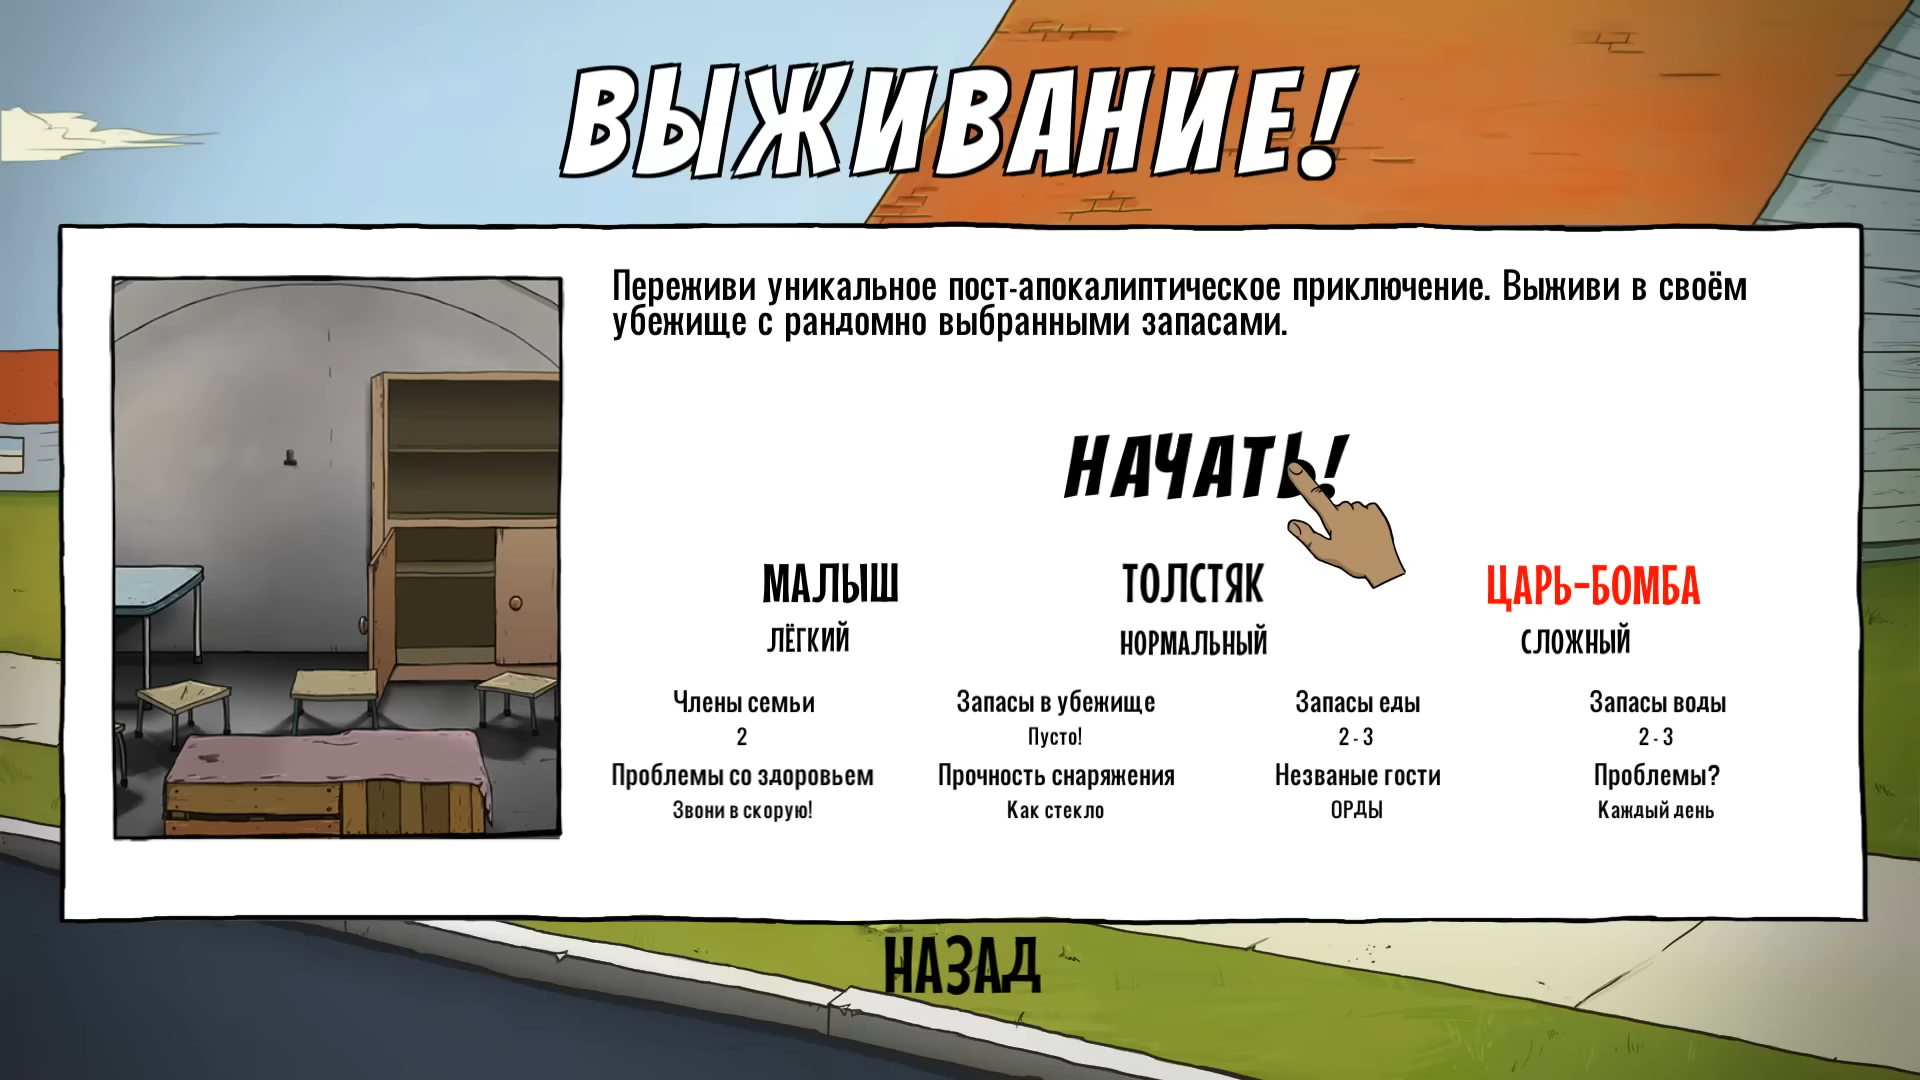 ВЫЖИВАНИЕ!
Переживи уникальное пост-апокалиптическое приключение. Выживи в своём
убежище с рандомно выбранными запасами.
НАЧАТЬ!
МАЛЫШ
ТОЛСТЯК
ЦАРЬ-БОМБА
ЛЁГКИЙ
НОРМАЛЬНЫЙ
СЛОЖНЫЙ
Члены семьи
Запасы в убежище
Запасы еды
Запасы воды
2
Пусто!
2 - 3
2 - 3
Проблемы со здоровьем
Прочность снаряжения
Незваные гости
Проблемы?
Звони в скорую!
Как стекло
ОРДЫ
Каждый день
НАЗАД